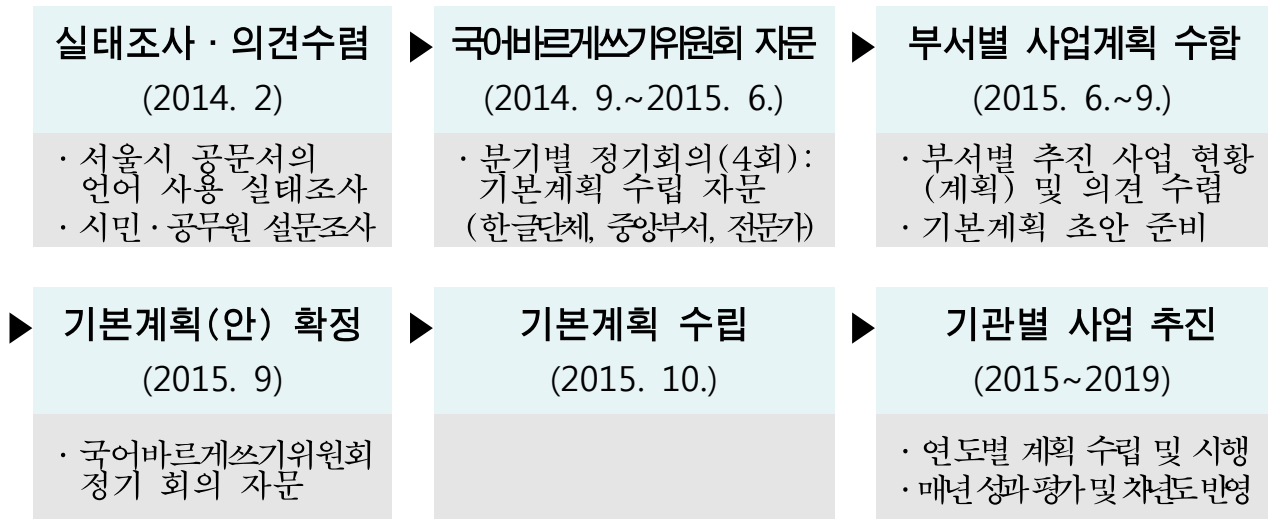 실태조사 · 의견수렴
(2014. 2)
· 서울시 공문서의
언어 사용 실태조사
· 시민 · 공무원 설문조사
▶ 국어바르게쓰기위원회 자문
(2014. 9.~2015. 6.)
· 분기별 정기회의(4회):
기본계획 수립 자문
(한글단체, 중앙부서, 전문가)
▶ 부서별 사업계획 수합
(2015. 6.~9.)
· 부서별 추진 사업 현황
(계획) 및 의견 수렴
· 기본계획 초안 준비
▶ 기본계획(안) 확정
(2015. 9)
· 국어바르게쓰기위원회
정기 회의 자문
▶ 기본계획 수립
(2015. 10.)
▶ 기관별 사업 추진
(2015~2019)
· 연도별 계획 수립 및 시행
· 매년 성과 평가 및 차년도 반영